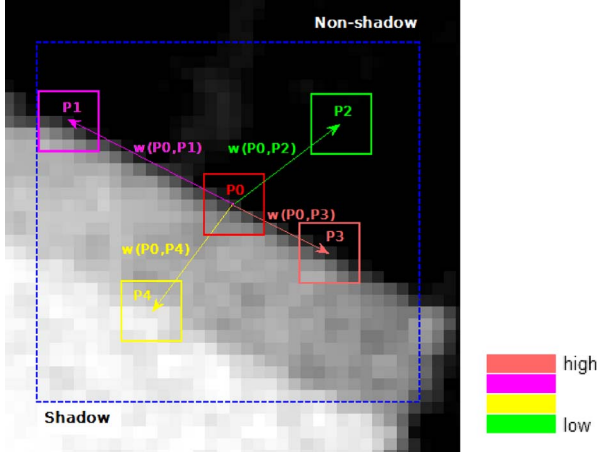 Non-shadow
P1
P2
w(P0,P1)
w(P0,P2)
P0
w(P0,P3)
P3
w(P0,P4)
P4
high
Shadow
low